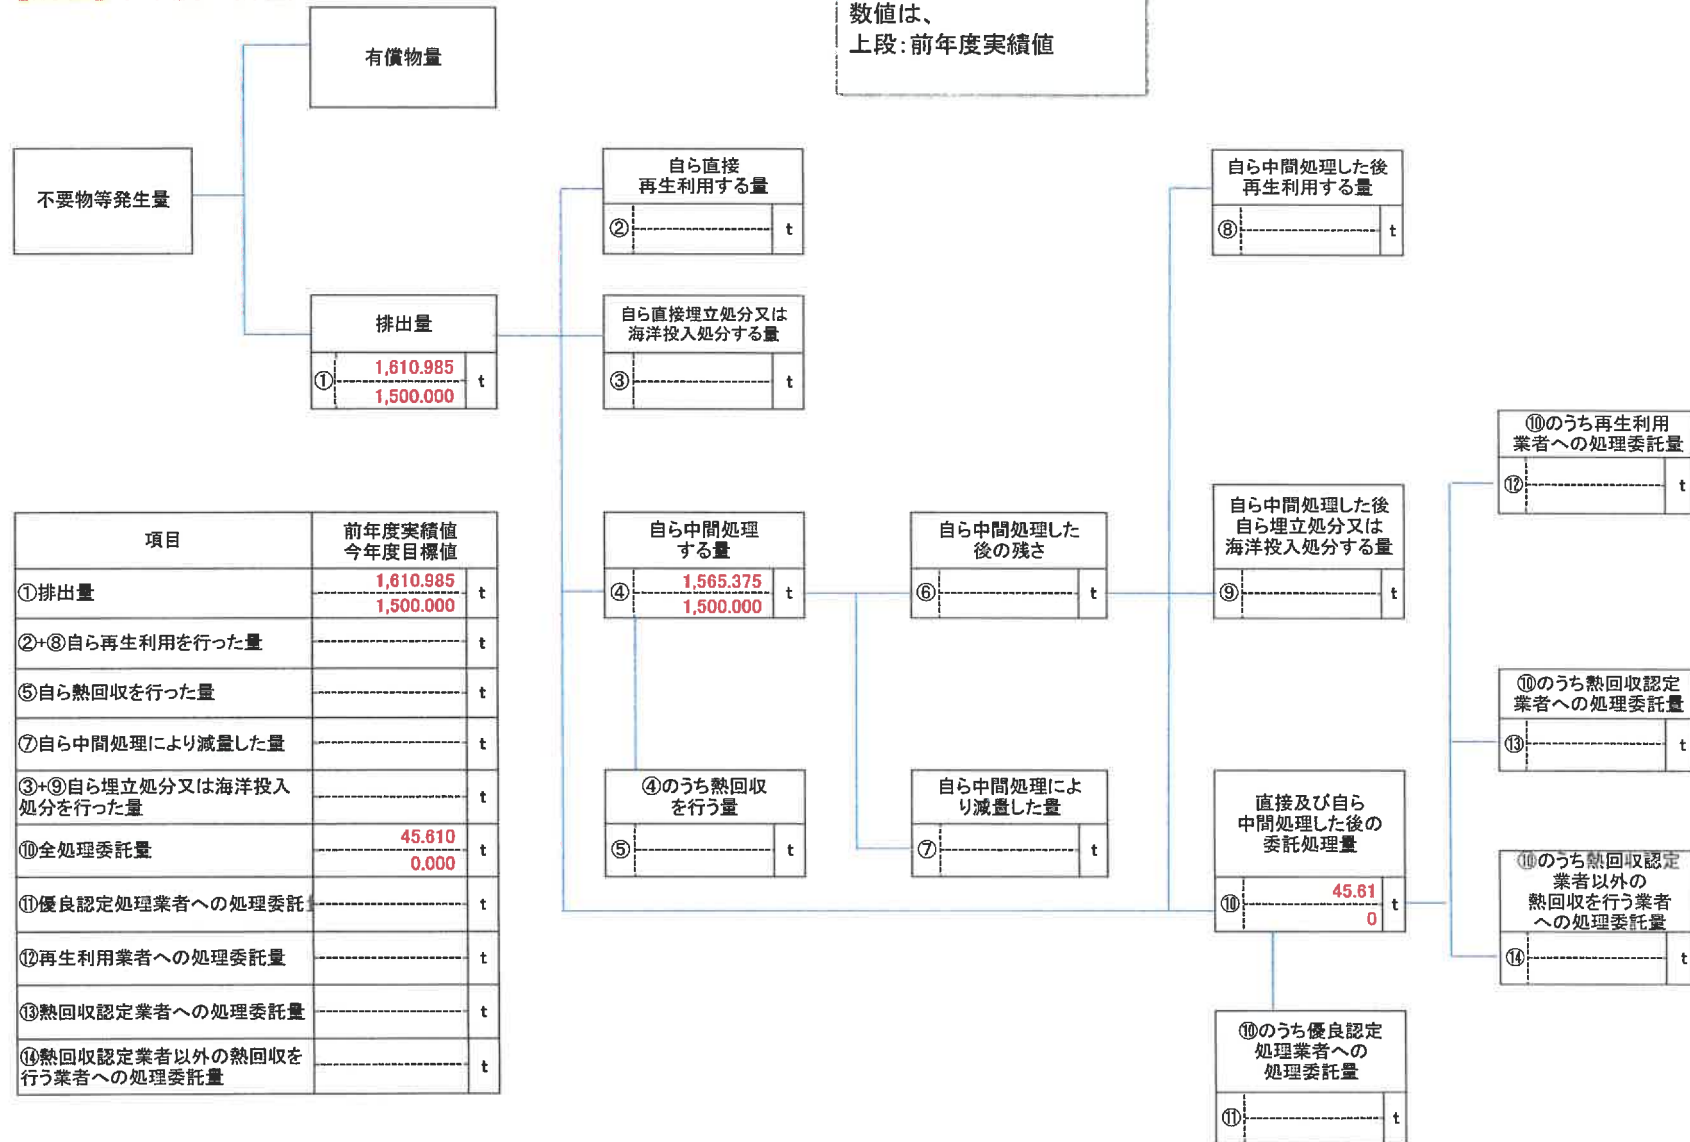 数値は、
上段:前年度実績値
有償物量
不要物等発生量
排出量
① 1,610.985 t
1,500.000
自ら直接
再生利用する量
② t
自ら直接埋立処分又は
海洋投入処分する量
③ t
自ら中間処理
する量
④ 1,565.375 t
1,500.000
④のうち熱回収
を行う量
⑤ t
自ら中間処理した
後の残さ
⑥ t
自ら中間処理によ
り減量した量
⑦ t
自ら中間処理した後
再生利用する量
⑧ t
自ら中間処理した後
自ら埋立処分又は
海洋投入処分する量
⑨ t
直接及び自ら
中間処理した後の
委託処理量
⑩ 45.61 t
0
⑩のうち優良認定
処理業者への
処理委託量
⑪ t
⑩のうち再生利用
業者への処理委託量
⑫ t
⑩のうち熱回収認定
業者への処理委託量
⑬ t
⑩のうち熱回収認定
業者以外の
熱回収を行う業者
への処理委託量
⑭ t
項目 前年度実績値
今年度目標値
①排出量 1,610.985 t
1,500.000
②+⑧自ら再生利用を行った量 t
⑤自ら熱回収を行った量 t
⑦自ら中間処理により減量した量 t
③+⑨自ら埋立処分又は海洋投入
処分を行った量 t
⑩全処理委託量 45.610 t
0.000
⑪優良認定処理業者への処理委託 t
⑫再生利用業者への処理委託量 t
⑬熱回収認定業者への処理委託量 t
⑭熱回収認定業者以外の熱回収を
行う業者への処理委託量 t